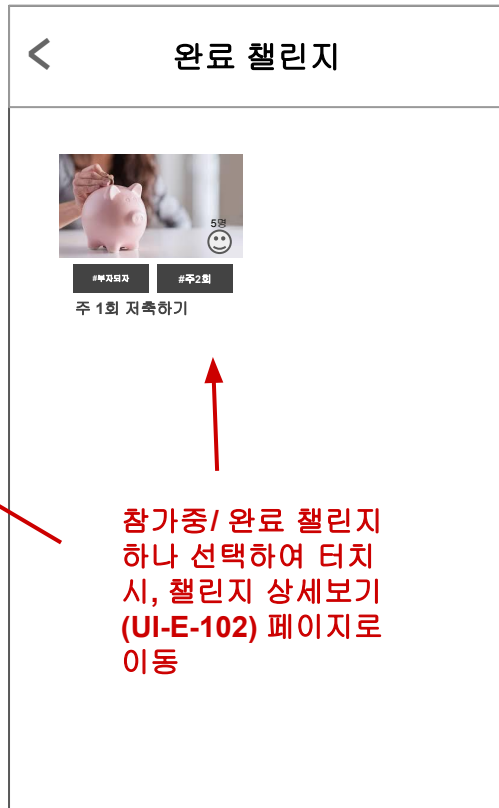 완료 챌린지
5명
#부자되자 #주2회
주 1회 저축하기
참가중/ 완료 챌린지
하나 선택하여 터치
시, 챌린지 상세보기
(UI-E-102) 페이지로
이동